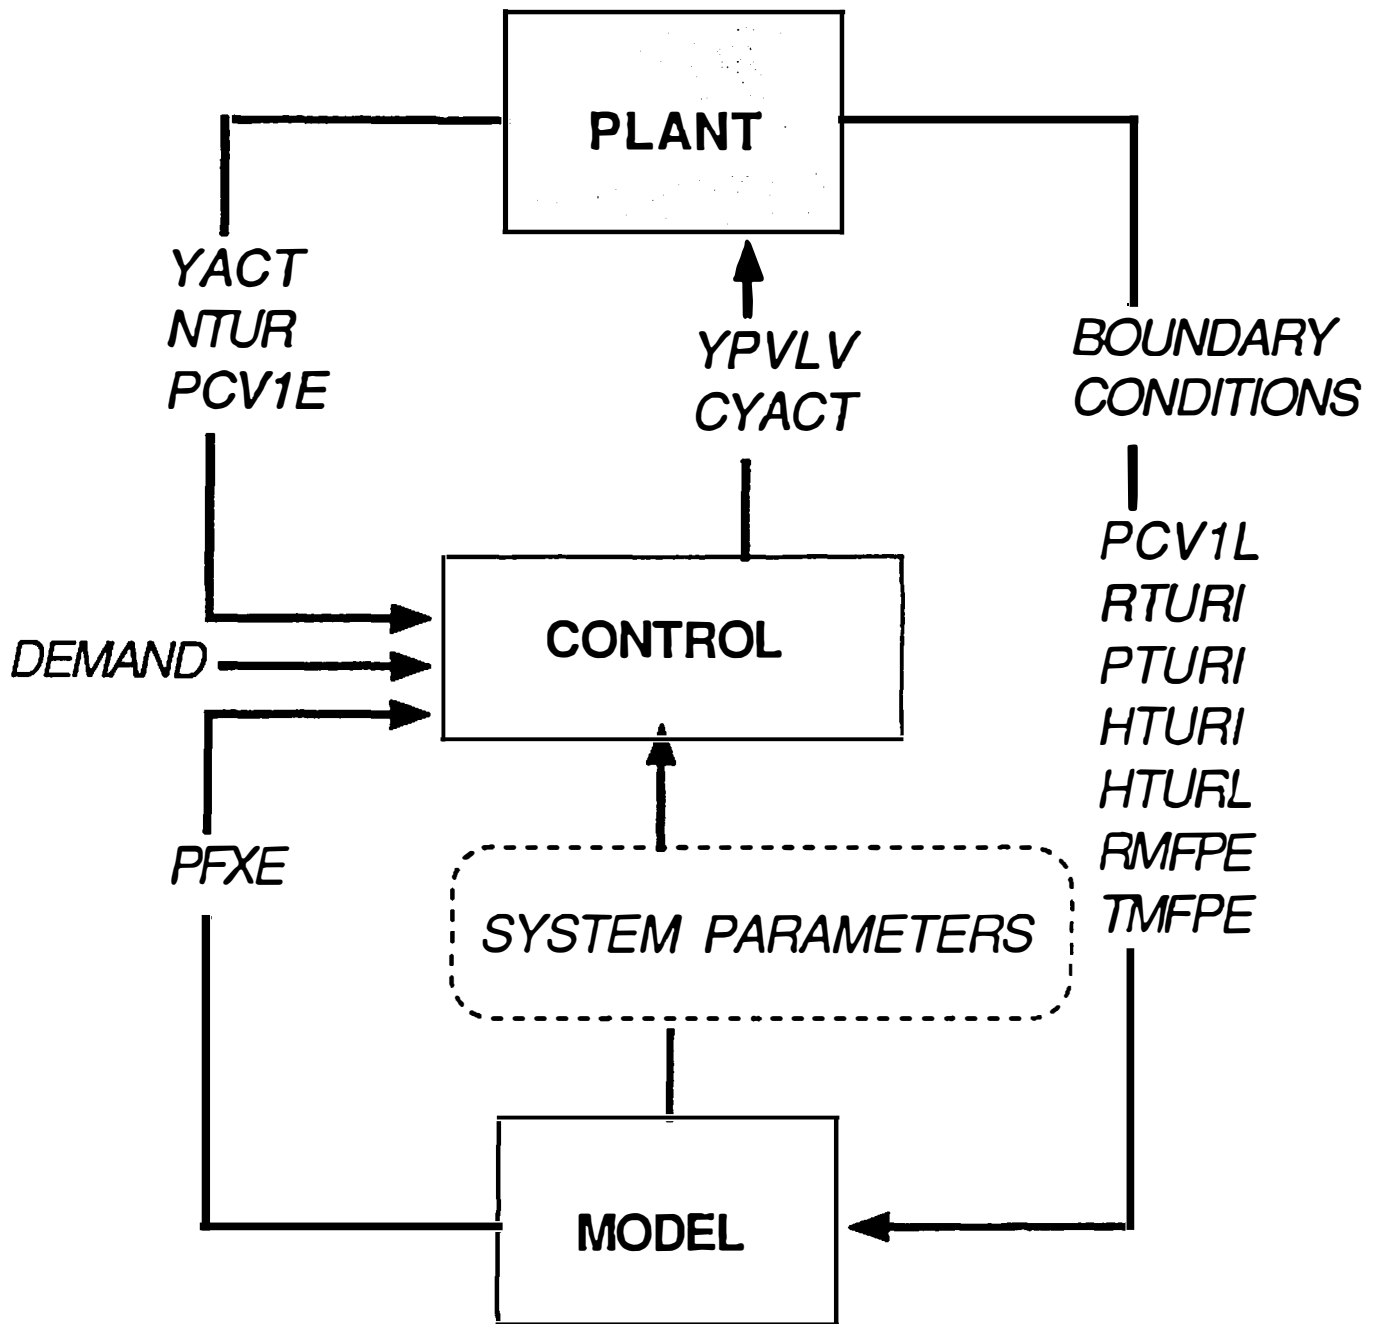 PLANT
YACT
NTUR
PCV1E
YPVLV
CYACT
BOUNDARY
CONDITIONS
PCV1L
RTURI
PTURI
HTURI
HTURL
RMFPE
TMFPE
DEMAND
CONTROL
PFXE
SYSTEM PARAMETERS
MODEL